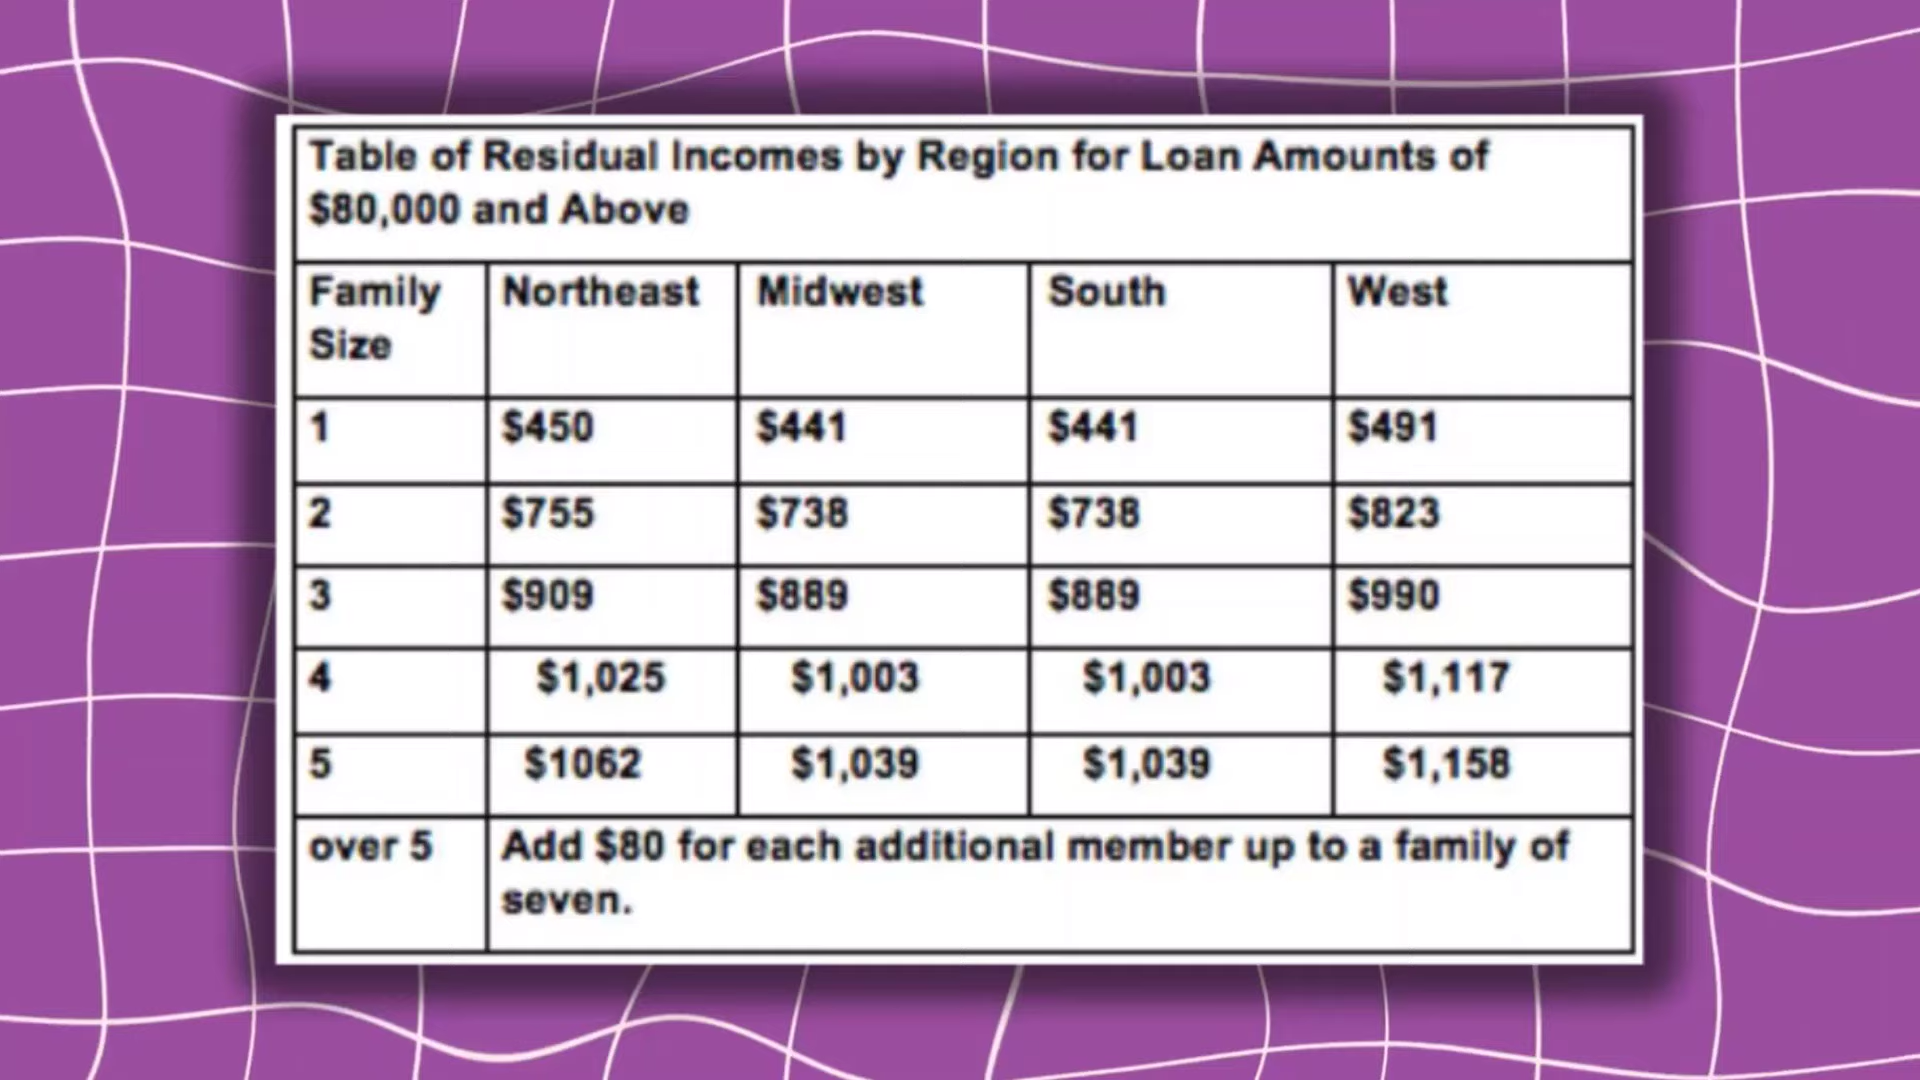 Table of Residual Incomes by Region for Loan Amounts of
$80,000 and Above
Family Size Northeast Midwest South West
1 $450 $441 $441 $491
2 $755 $738 $738 $823
3 $909 $889 $889 $990
4 $1,025 $1,003 $1,003 $1,117
5 $1062 $1,039 $1,039 $1,158
over 5 Add $80 for each additional member up to a family of
seven.